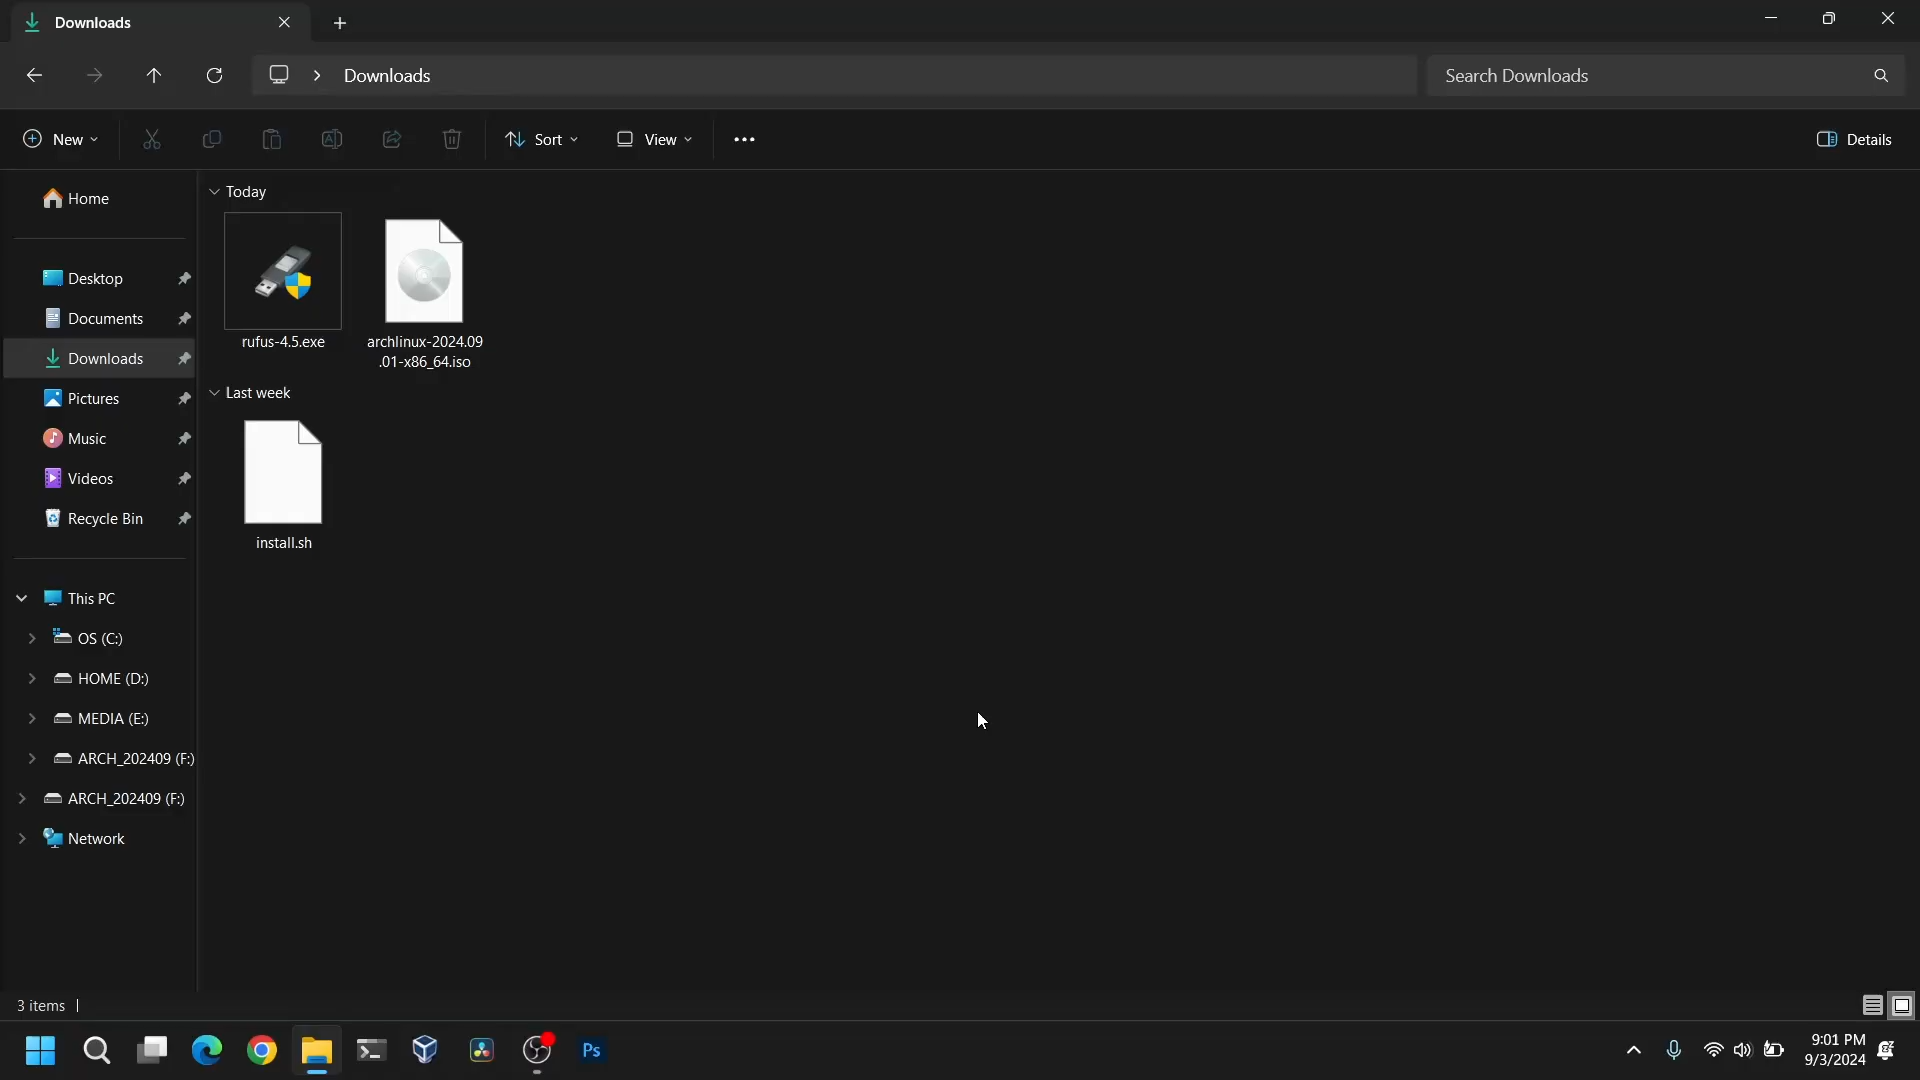 Downloads
Downloads
Search Downloads
New
Sort
View
Details
Home
Desktop
Documents
Downloads
Pictures
Music
Videos
Recycle Bin
This PC
OS (C:)
HOME (D:)
MEDIA (E:)
ARCH_202409 (F:)
ARCH_202409 (F:)
Network
Today
rufus-4.5.exe
archlinux-2024.09
.01-x86_64.iso
Last week
install.sh
3 items
Ps
9:01 PM
9/3/2024